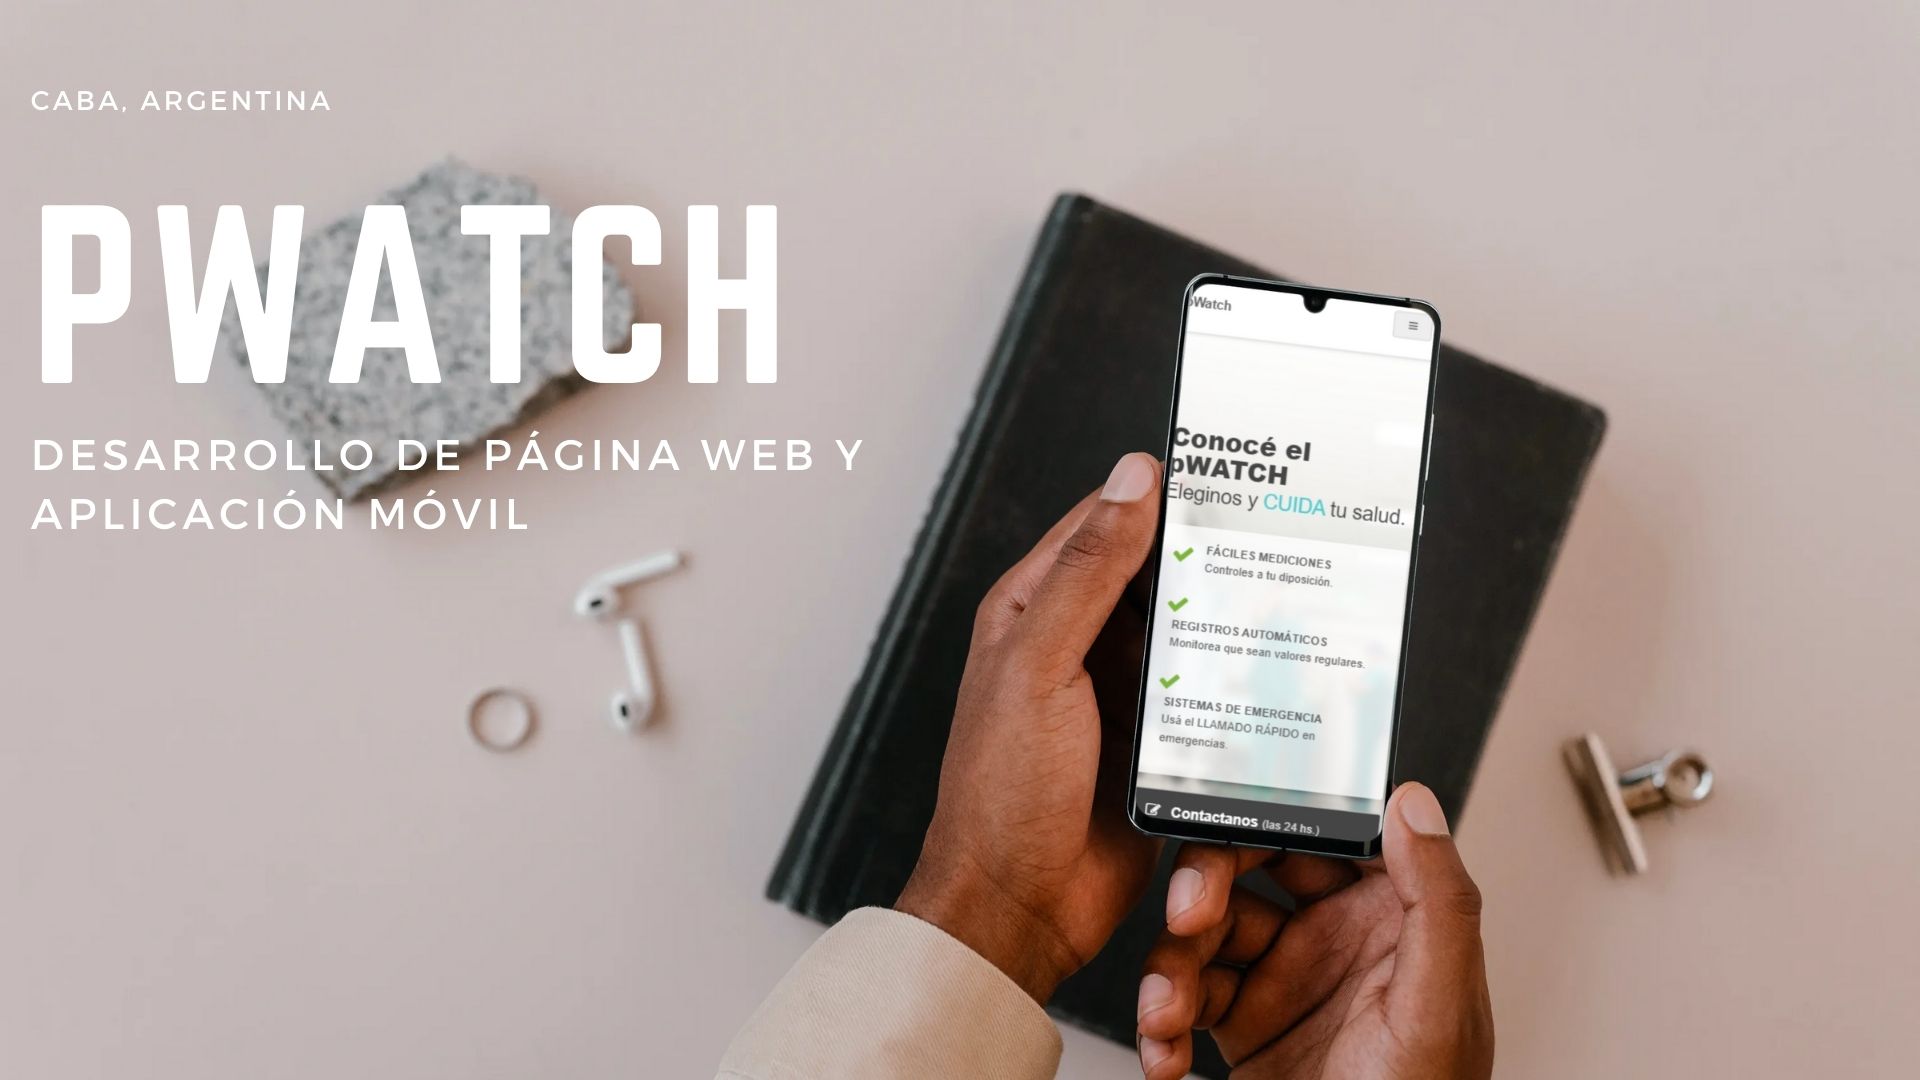 CABA, ARGENTINA
PWATCH
DESARROLLO DE PÁGINA WEB Y
APLICACIÓN MÓVIL
pWatch
Conocé el
pWATCH
Eleginos y CUIDA tu salud.
FÁCILES MEDICIONES
Controles a tu diposición.
REGISTROS AUTOMÁTICOS
Monitorea que sean valores regulares.
SISTEMAS DE EMERGENCIA
Usá el LLAMADO RÁPIDO en
emergencias.
Contactanos (las 24 hs.)